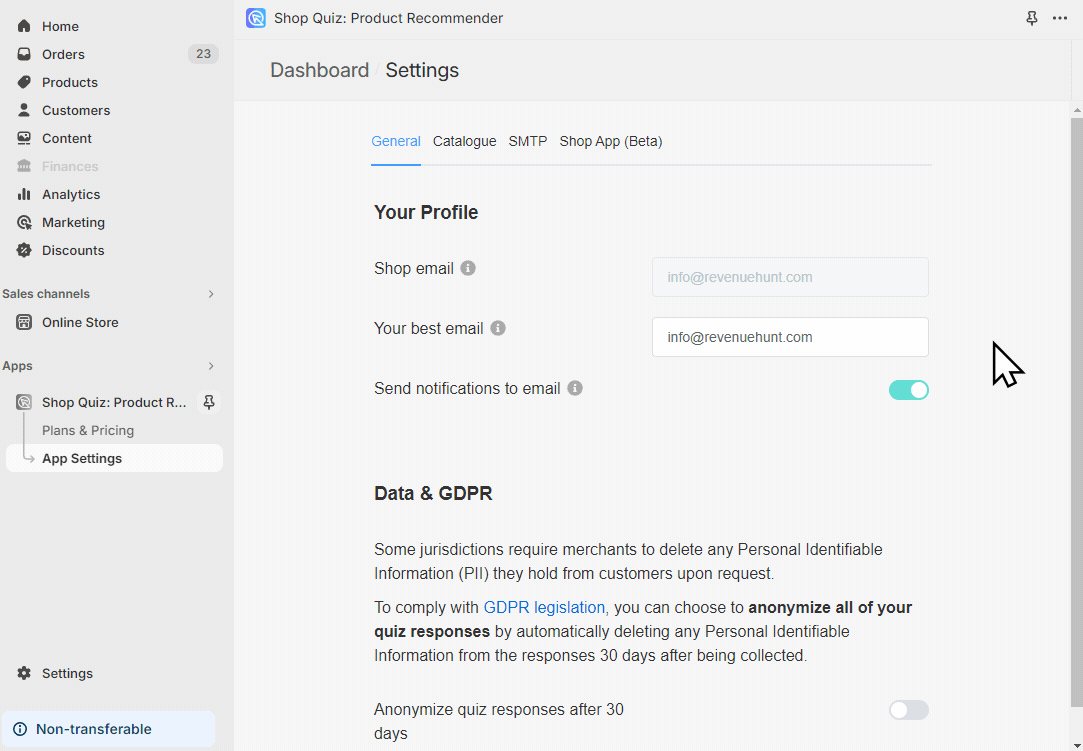 Home
Orders 23
Products
Customers
Content
Finances
Analytics
Marketing
Discounts
Sales channels
Online Store
Apps
Shop Quiz: Product R...
Plans & Pricing
App Settings
Settings
Non-transferable
Shop Quiz: Product Recommender
Dashboard / Settings
General Catalogue SMTP Shop App (Beta)
Your Profile
Shop email info@revenuehunt.com
Your best email info@revenuehunt.com
Send notifications to email
Data & GDPR
Some jurisdictions require merchants to delete any Personal Identifiable
Information (PII) they hold from customers upon request.
To comply with GDPR legislation, you can choose to anonymize all of your
quiz responses by automatically deleting any Personal Identifiable
Information from the responses 30 days after being collected.
Anonymize quiz responses after 30
days